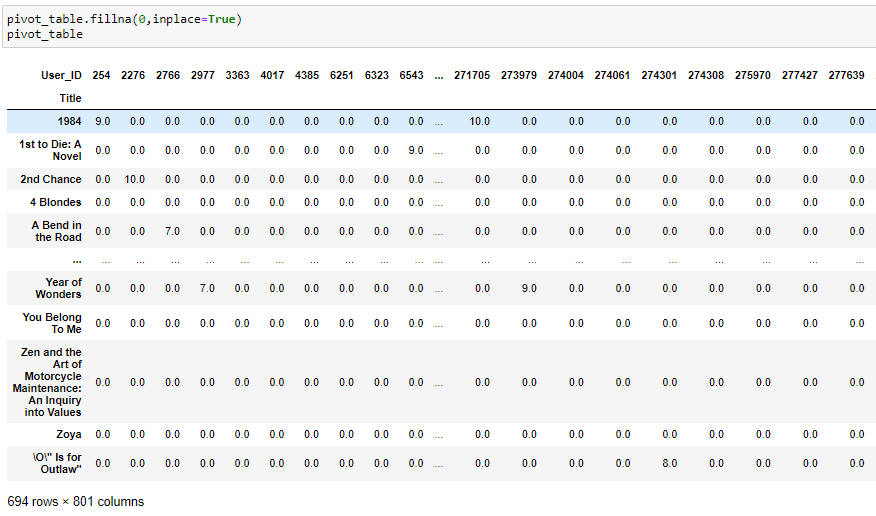 pivot_table.fillna(0,inplace=True)
pivot_table
User_ID 254 2276 2766 2977 3363 4017 4385 6251 6323 6543 ... 271705 273979 274004 274061 274301 274308 275970 277427 277639
Title
1984 9.0 0.0 0.0 0.0 0.0 0.0 0.0 0.0 0.0 0.0 ... 10.0 0.0 0.0 0.0 0.0 0.0 0.0 0.0 0.0
1st to Die: A
Novel 0.0 0.0 0.0 0.0 0.0 0.0 0.0 0.0 0.0 9.0 ... 0.0 0.0 0.0 0.0 0.0 0.0 0.0 0.0 0.0
2nd Chance 0.0 10.0 0.0 0.0 0.0 0.0 0.0 0.0 0.0 0.0 ... 0.0 0.0 0.0 0.0 0.0 0.0 0.0 0.0 0.0
4 Blondes 0.0 0.0 0.0 0.0 0.0 0.0 0.0 0.0 0.0 0.0 ... 0.0 0.0 0.0 0.0 0.0 0.0 0.0 0.0 0.0
A Bend in
the Road 0.0 0.0 7.0 0.0 0.0 0.0 0.0 0.0 0.0 0.0 ... 0.0 0.0 0.0 0.0 0.0 0.0 0.0 0.0 0.0
... ... ... ... ... ... ... ... ... ... ... ... ... ... ... ... ... ... ... ... ...
Year of
Wonders 0.0 0.0 0.0 7.0 0.0 0.0 0.0 0.0 0.0 0.0 ... 0.0 9.0 0.0 0.0 0.0 0.0 0.0 0.0 0.0
You Belong
To Me 0.0 0.0 0.0 0.0 0.0 0.0 0.0 0.0 0.0 0.0 ... 0.0 0.0 0.0 0.0 0.0 0.0 0.0 0.0 0.0
Zen and the
Art of
Motorcycle
Maintenance: 0.0 0.0 0.0 0.0 0.0 0.0 0.0 0.0 0.0 0.0 ... 0.0 0.0 0.0 0.0 0.0 0.0 0.0 0.0 0.0
An Inquiry
into Values
Zoya 0.0 0.0 0.0 0.0 0.0 0.0 0.0 0.0 0.0 0.0 ... 0.0 0.0 0.0 0.0 0.0 0.0 0.0 0.0 0.0
\O\" Is for
Outlaw" 0.0 0.0 0.0 0.0 0.0 0.0 0.0 0.0 0.0 0.0 ... 0.0 0.0 0.0 0.0 8.0 0.0 0.0 0.0 0.0
694 rows × 801 columns